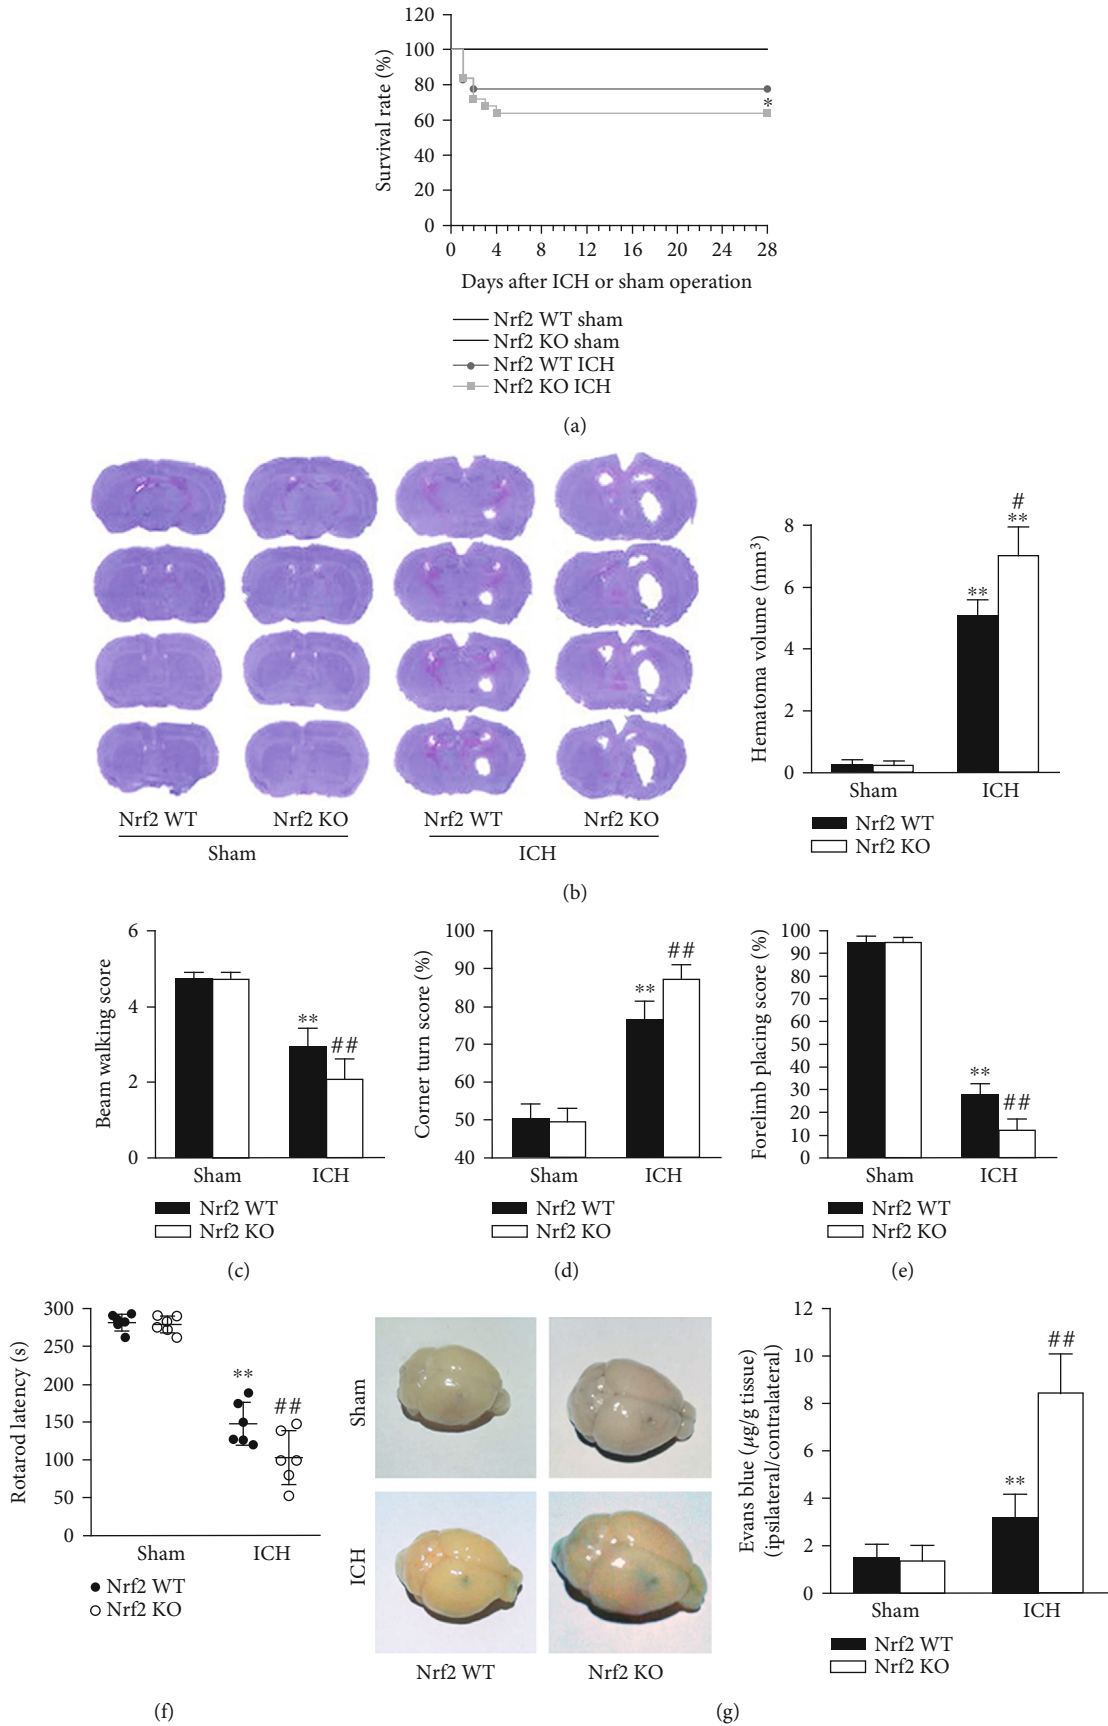 120
100
80
60
40
20
0
Survival rate (%)
*
0 4 8 12 16 20 24 28
Days after ICH or sham operation
Nrf2 WT sham
Nrf2 KO sham
Nrf2 WT ICH
Nrf2 KO ICH
(a)
Nrf2 WT Nrf2 KO Nrf2 WT Nrf2 KO
Sham ICH
8
6
4
2
0
Hematoma volume (mm³)
#
**
**
Sham ICH
Nrf2 WT
Nrf2 KO
(b)
6
4
2
0
Beam walking score
**
##
Sham ICH
Nrf2 WT
Nrf2 KO
(c)
100
90
80
70
60
50
40
Corner turn score (%)
##
**
Sham ICH
Nrf2 WT
Nrf2 KO
(d)
100
90
80
70
60
50
40
30
20
10
0
Forelimb placing score (%)
**
##
Sham ICH
Nrf2 WT
Nrf2 KO
(e)
300
250
200
150
100
50
0
Rotarod latency (s)
**
##
Sham ICH
Nrf2 WT
Nrf2 KO
(f)
Sham
ICH
Nrf2 WT Nrf2 KO
12
10
8
6
4
2
0
Evans blue (μg/g tissue)
(ipsilateral/contralateral)
##
**
Sham ICH
Nrf2 WT
Nrf2 KO
(g)